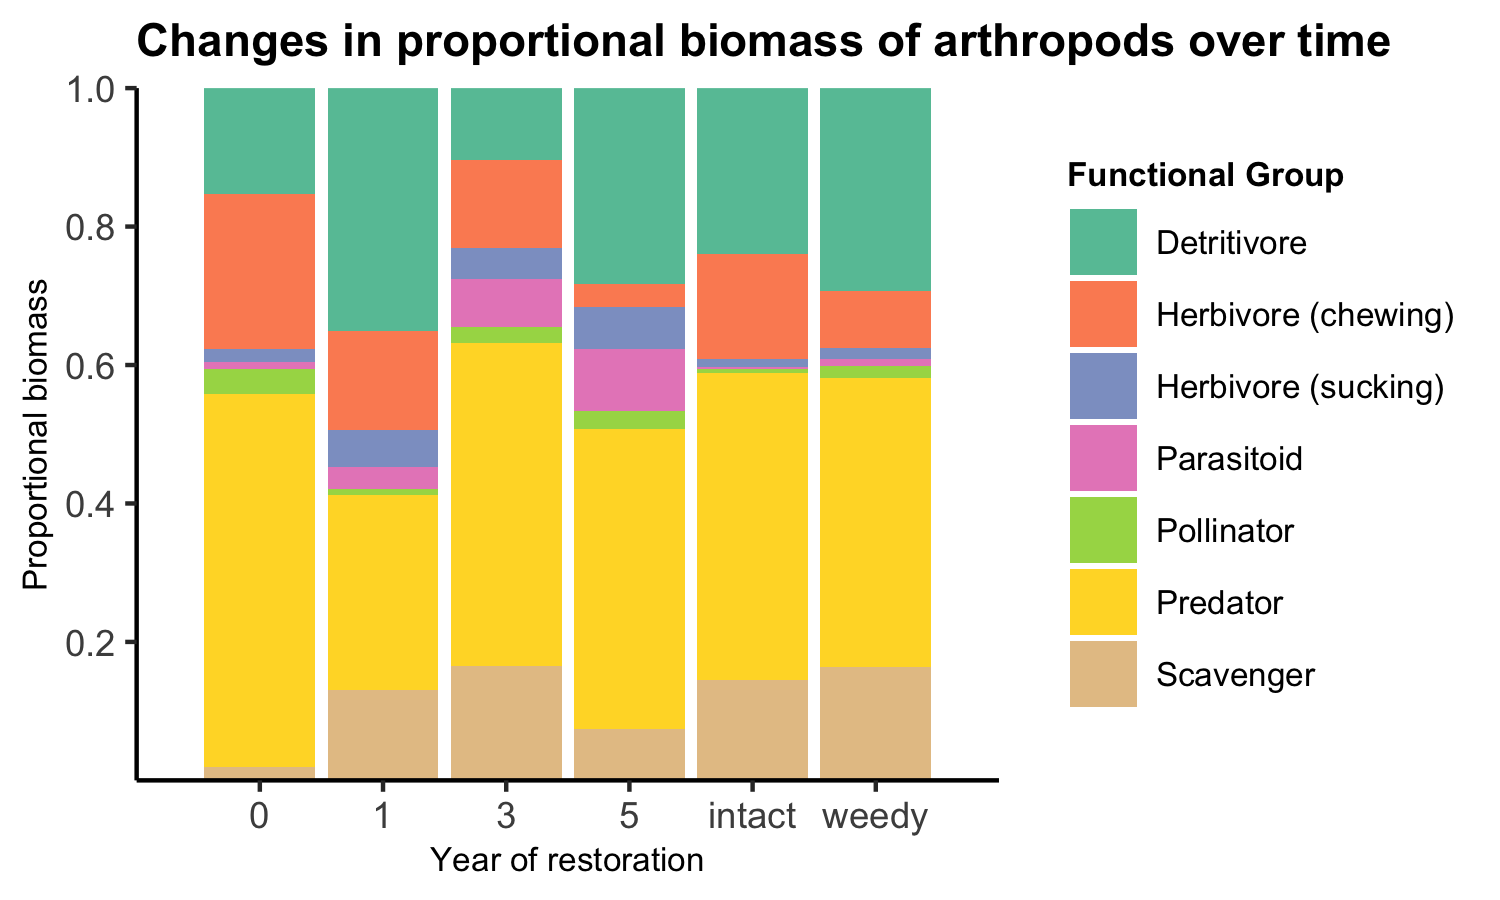 Changes in proportional biomass of arthropods over time
1.0
0.8
0.6
0.4
0.2
Proportional biomass
0 1 3 5 intact weedy
Year of restoration
Functional Group
Detritivore
Herbivore (chewing)
Herbivore (sucking)
Parasitoid
Pollinator
Predator
Scavenger